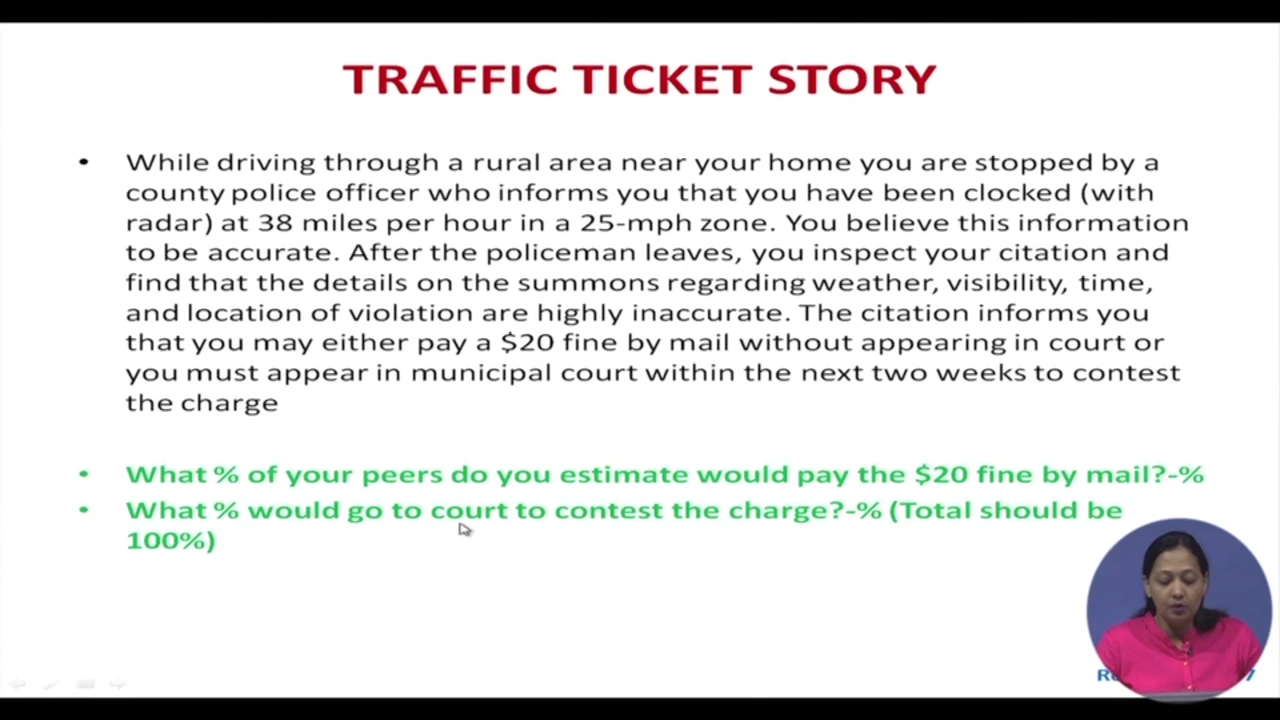 TRAFFIC TICKET STORY
• While driving through a rural area near your home you are stopped by a
county police officer who informs you that you have been clocked (with
radar) at 38 miles per hour in a 25-mph zone. You believe this information
to be accurate. After the policeman leaves, you inspect your citation and
find that the details on the summons regarding weather, visibility, time,
and location of violation are highly inaccurate. The citation informs you
that you may either pay a $20 fine by mail without appearing in court or
you must appear in municipal court within the next two weeks to contest
the charge
• What % of your peers do you estimate would pay the $20 fine by mail?-%
• What % would go to court to contest the charge?-% (Total should be
100%)